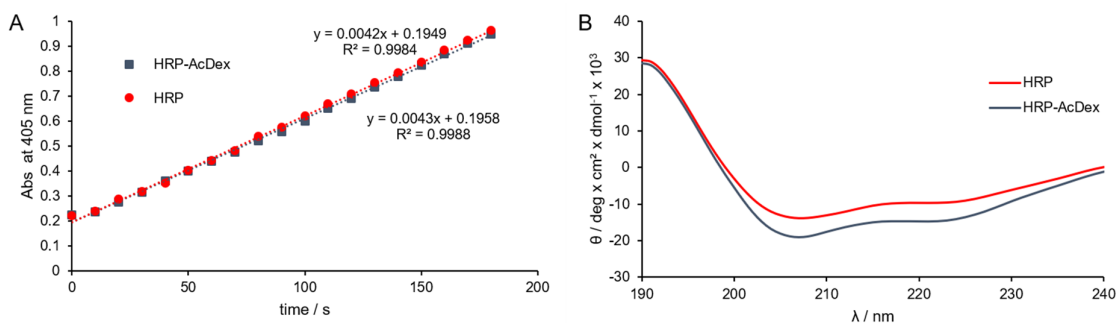 A
Abs at 405 nm
1
0.9
0.8
0.7
0.6
0.5
0.4
0.3
0.2
0.1
0
0
50
100
150
200
time / s
HRP-AcDex
HRP
y = 0.0042x + 0.1949
R² = 0.9984
y = 0.0043x + 0.1958
R² = 0.9988
B
θ / deg x cm² x dmol⁻¹ x 10³
40
30
20
10
0
-10
-20
-30
190
200
210
220
230
240
λ / nm
HRP
HRP-AcDex